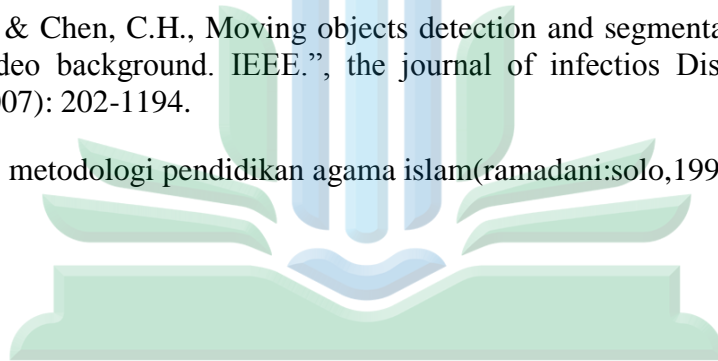 & Chen, C.H., Moving objects detection and segmenta
deo background. IEEE.”, the journal of infectios Dis
007): 202-1194.
metodologi pendidikan agama islam(ramadani:solo,199